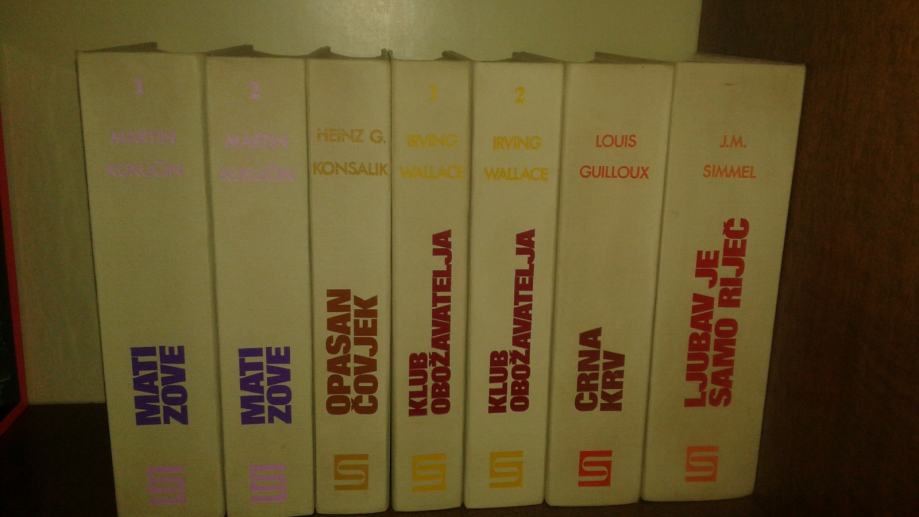 1
MARTIN
KUKUČIN
MATI
ZOVE
2
MARTIN
KUKUČIN
MATI
ZOVE
HEINZ G.
KONSALIK
OPASAN
ČOVJEK
1
IRVING
WALLACE
KLUB
OBOŽAVATELJA
2
IRVING
WALLACE
KLUB
OBOŽAVATELJA
LOUIS
GUILLOUX
CRNA
KRV
J.M.
SIMMEL
LJUBAV JE
SAMO RIJEČ